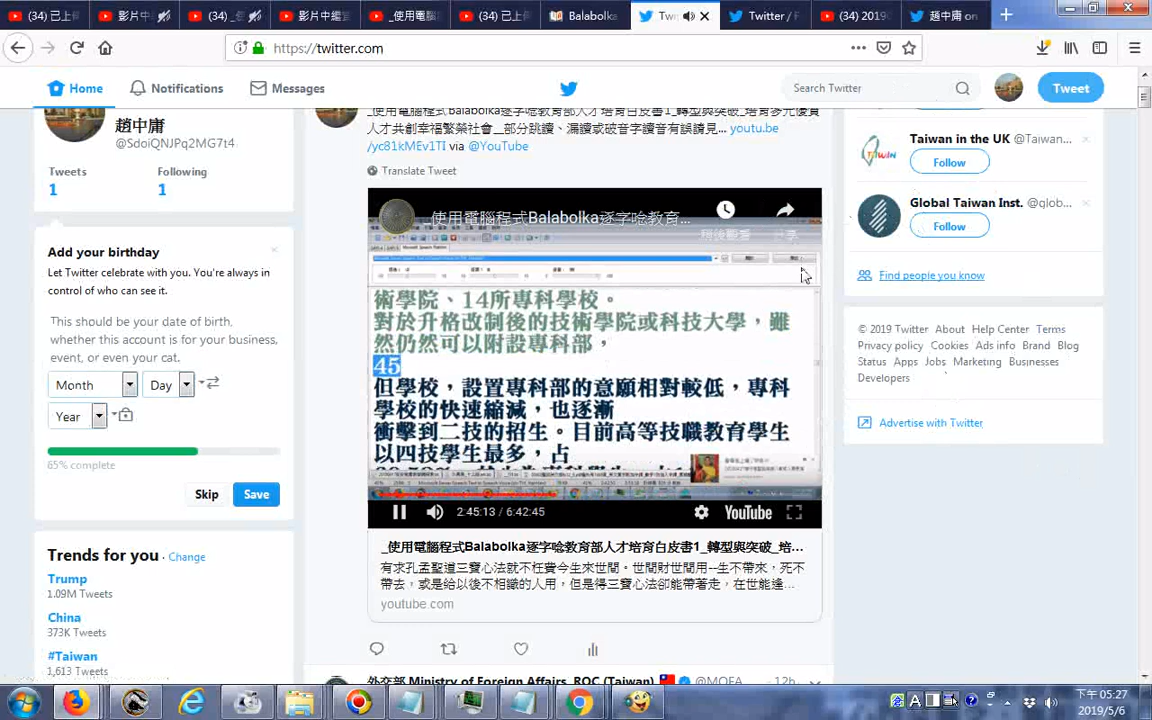 (34) 已上
影片中
(34) _亻
影片中繼
_使用電腦
(34) 已上
Balabolka
Tw
Twitter / F
(34) 2019
趙中庸 on
https://twitter.com
Home
Notifications
Messages
Search Twitter
Tweet
趙中庸
@SdoiQNJPq2MG7t4
Tweets
Following
1
1
Add your birthday
Let Twitter celebrate with you. You're always in
control of who can see it.
This should be your date of birth,
whether this account is for your business,
event, or even your cat.
Month
Day
Year
65% complete
Skip
Save
Trends for you · Change
Trump
1.09M Tweets
China
373K Tweets
#Taiwan
1,613 Tweets
_使用電腦程式Balabolka逐字唸教育部人才培育白皮書1_轉型與突破_培育多元優質
人才共創幸福繁榮社會__部分跳讀、漏讀或破音字讀音有誤請見... youtu.be
/yc81kMEv1TI via @YouTube
Translate Tweet
_使用電腦程式Balabolka逐字唸教育...
稍後觀看
分享
術學院、14所專科學校。
對於升格改制後的技術學院或科技大學，雖
然仍然可以附設專科部，
45
但學校，設置專科部的意願相對較低，專科
學校的快速縮減，也逐漸
衝擊到二技的招生。目前高等技職教育學生
以四技學生最多，占
2:45:13 / 6:42:45
YouTube
_使用電腦程式Balabolka逐字唸教育部人才培育白皮書1_轉型與突破_培...
有求孔孟聖道三寶心法就不枉費今生來世間。世間財世間用--生不帶來，死不
帶去，或是給以後不相識的人用，但是得三寶心法卻能帶著走，在世能逢...
youtube.com
外交部 Ministry of Foreign Affairs, ROC (Taiwan) @MOFA_ · 12h
Taiwan in the UK @Taiwan...
Follow
Global Taiwan Inst. @glob...
Follow
Find people you know
© 2019 Twitter About Help Center Terms
Privacy policy Cookies Ads info Brand Blog
Status Apps Jobs Marketing Businesses
Developers
Advertise with Twitter
下午 05:27
2019/5/6